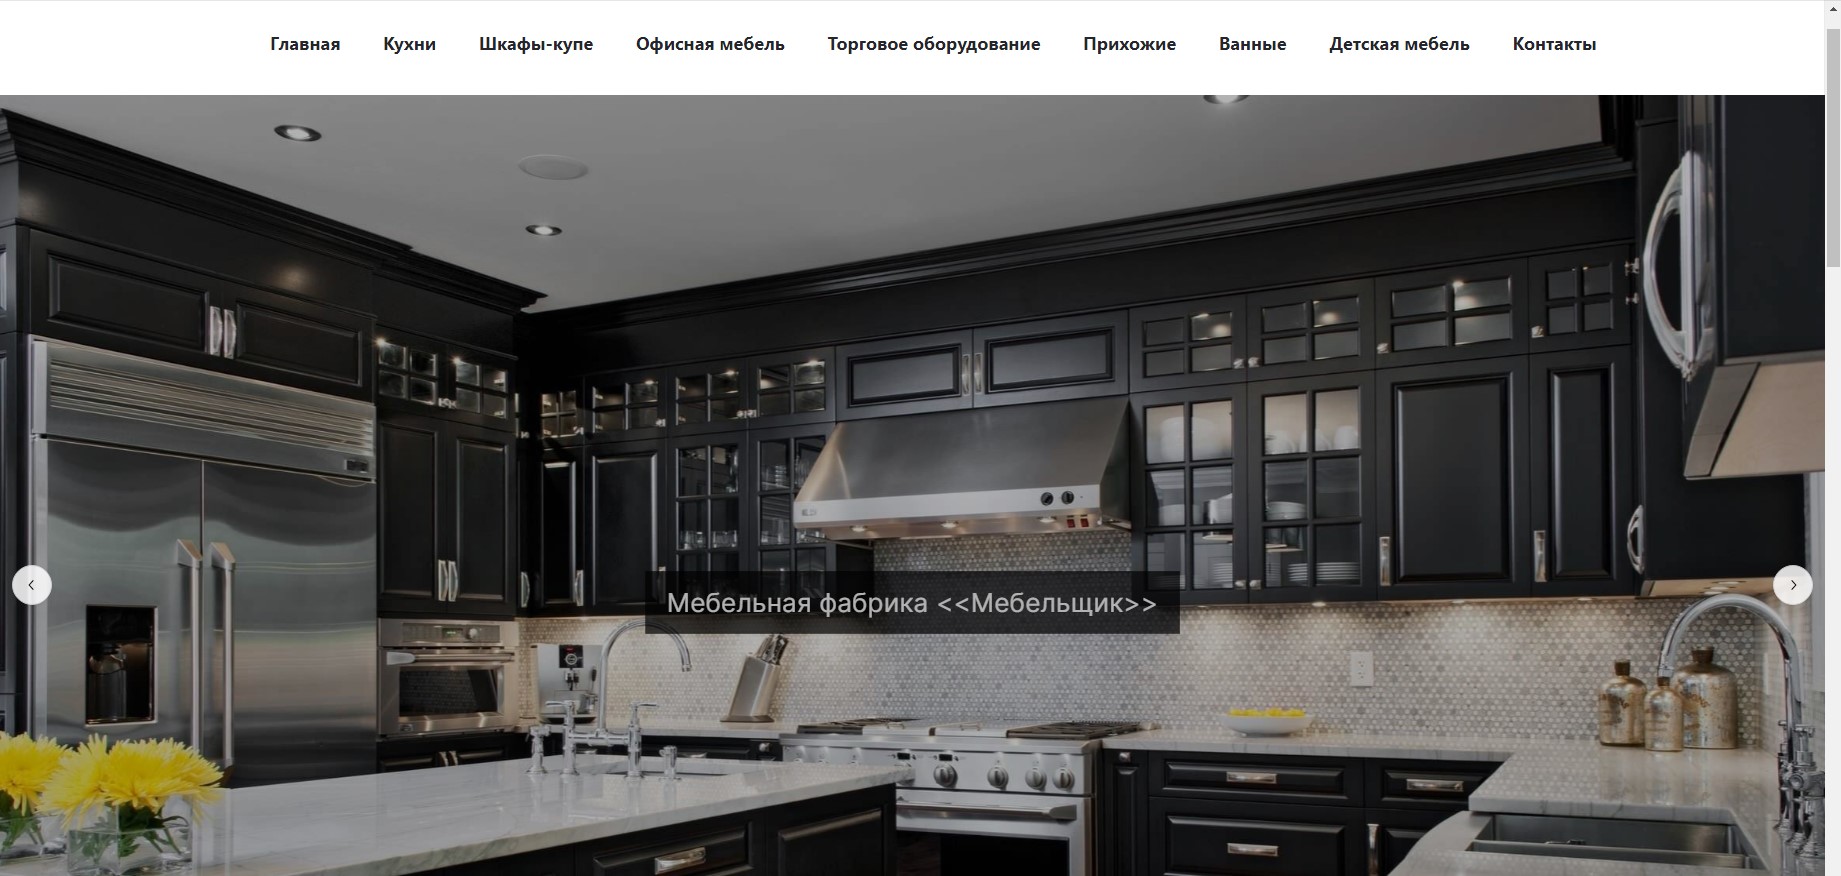 Главная Кухни Шкафы-купе Офисная мебель Торговое оборудование Прихожие Ванные Детская мебель Контакты
Мебельная фабрика <<Мебельщик>>